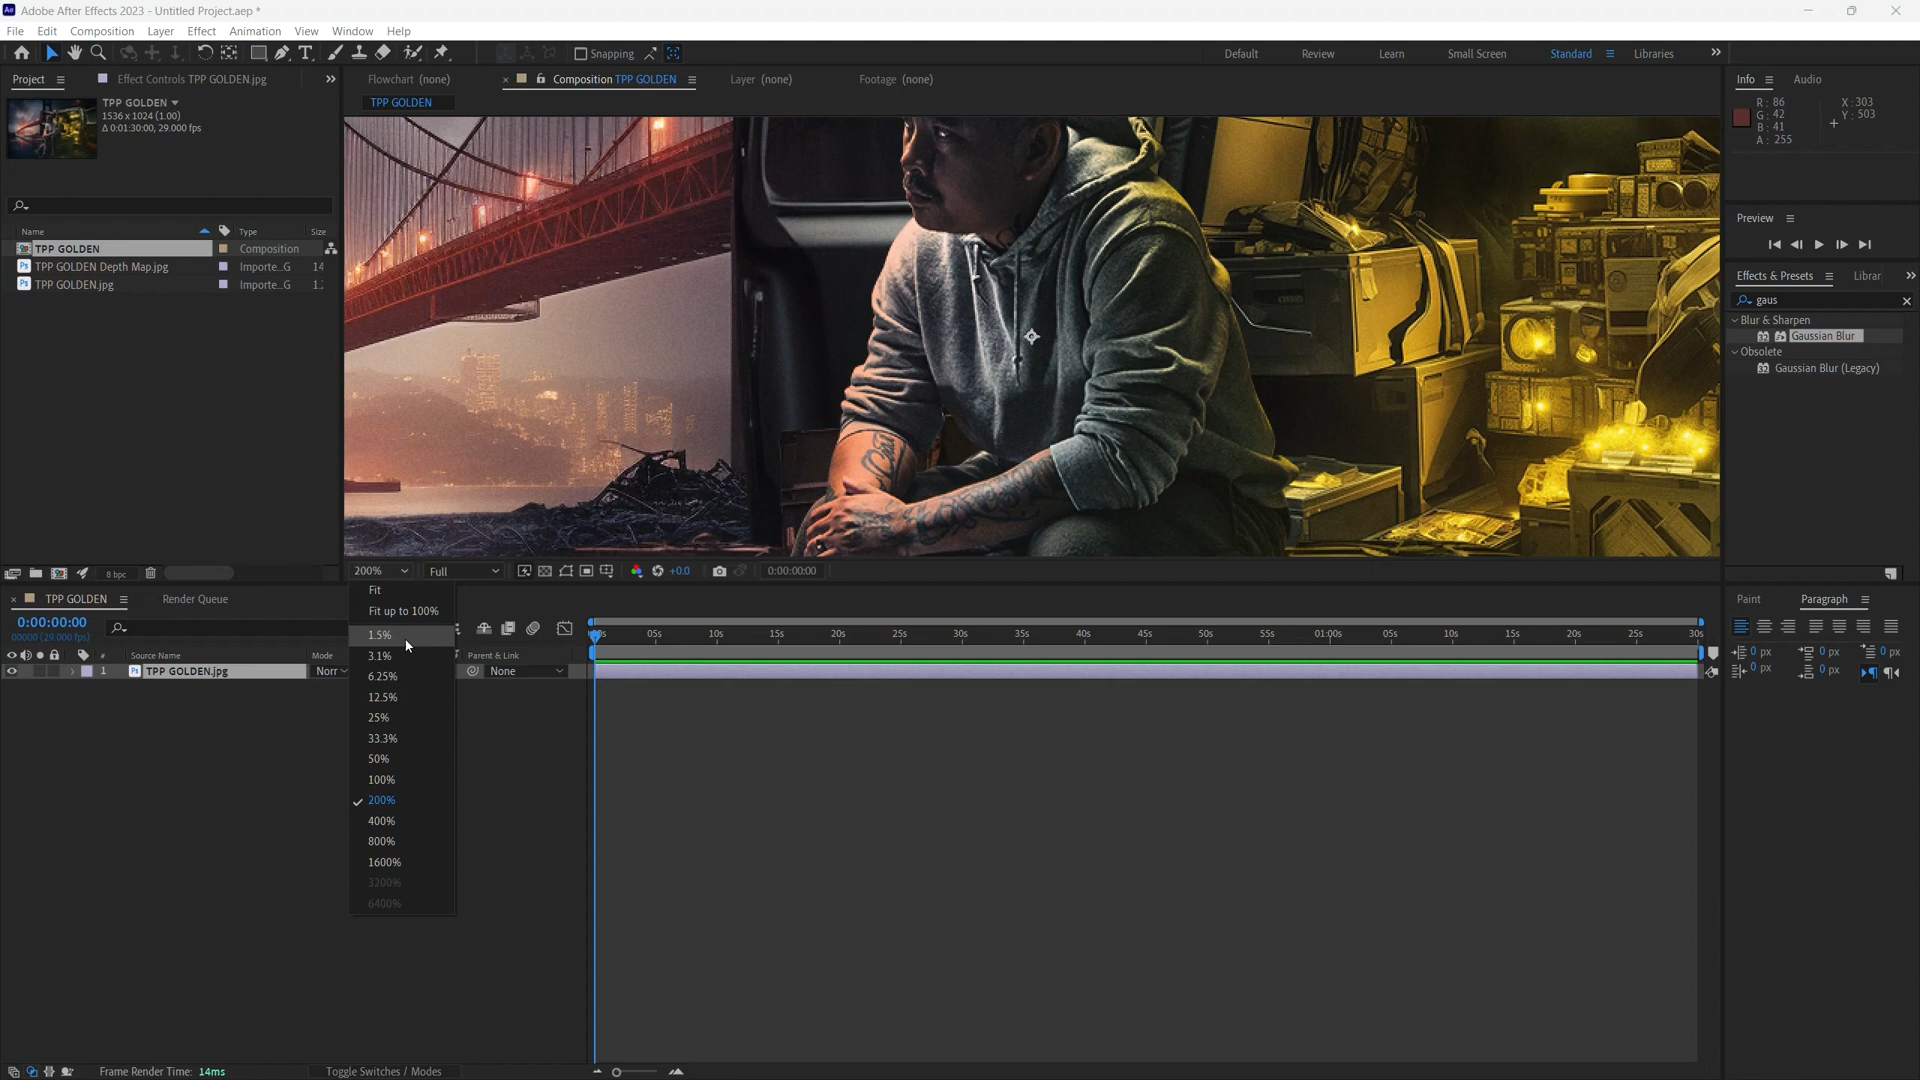 Adobe After Effects 2023 - Untitled Project.aep *
File Edit Composition Layer Effect Animation View Window Help
Snapping
Default Review Learn Small Screen Standard Libraries
Project Effect Controls TPP GOLDEN.jpg
TPP GOLDEN
1536 x 1024 (1.00)
Δ 0:01:30:00, 29.000 fps
Name Type Size
TPP GOLDEN Composition
TPP GOLDEN Depth Map.jpg Importe...G 14
TPP GOLDEN.jpg Importe...G 1.
8 bpc
Flowchart (none) Composition TPP GOLDEN Layer (none) Footage (none)
TPP GOLDEN
200% Full +0.0 0:00:00:00
Info Audio
R: 86 X:303
G: 42 Y: 503
B: 41
A: 255
Preview
Effects & Presets Librar
gaus
Blur & Sharpen
32 Gaussian Blur
Obsolete
32 Gaussian Blur (Legacy)
TPP GOLDEN Render Queue
0:00:00:00
00000 (29.000 fps)
# Source Name Mode Parent & Link
1 TPP GOLDEN.jpg Norr None
Fit
Fit up to 100%
1.5%
3.1%
6.25%
12.5%
25%
33.3%
50%
100%
200%
400%
800%
1600%
3200%
6400%
05s 10s 15s 20s 25s 30s 35s 40s 45s 50s 55s 01:00s 05s 10s 15s 20s 25s 30s
Paint Paragraph
0 px 0 px 0 px
0 px 0 px
Frame Render Time: 14ms Toggle Switches / Modes